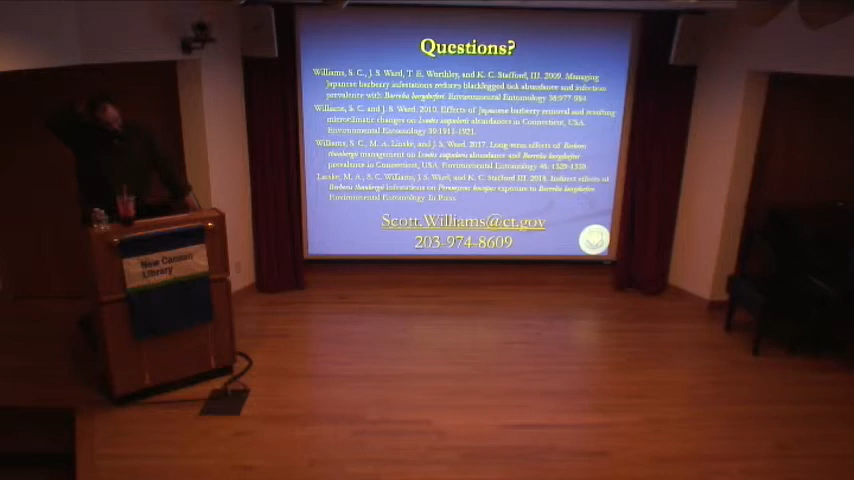 Questions?
Williams, S. C., J. S. Ward, T. E. Worthley, and K. C. Stafford, III. 2009. Managing
Japanese barberry infestations reduces blacklegged tick abundance and infection
prevalence with Borrelia burgdorferi. Environmental Entomology 38:977-984
Williams, S. C. and J. S. Ward. 2010. Effects of Japanese barberry removal and resulting
microclimatic changes on Ixodes scapularis abundances in Connecticut, USA.
Environmental Entomology 39:1911-1921.
Williams, S. C., M. A. Linske, and J. S. Ward. 2017. Long-term effects of Berberis
thunbergii management on Ixodes scapularis abundance and Borrelia burgdorferi
prevalence in Connecticut, USA. Environmental Entomology 46: 1329-1338.
Linske, M. A., S. C. Williams, J. S. Ward, and K. C. Stafford III. 2018. Indirect effects of
Berberis thunbergii infestations on Peromyscus leucopus exposure to Borrelia burgdorferi.
Environmental Entomology. In Press
Scott.Williams@ct.gov
203-974-8609
New Canaan
Library